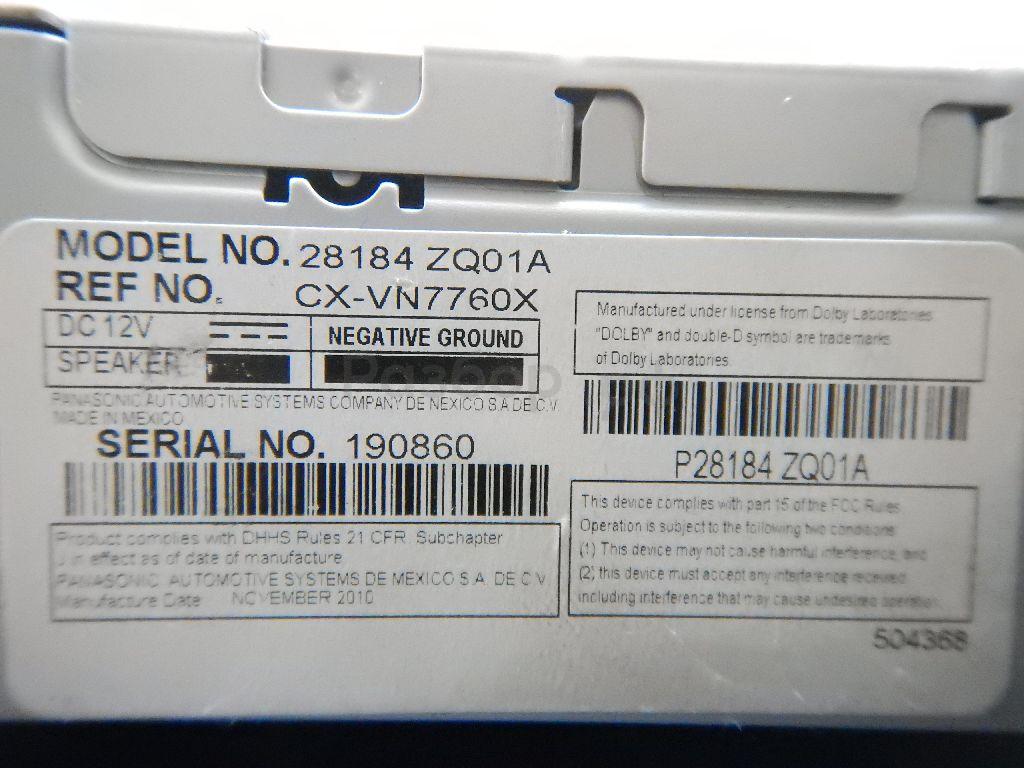 MODEL NO. 28184 ZQ01A
REF NO. CX-VN7760X
DC 12V NEGATIVE GROUND
SPEAKER
PANASONIC AUTOMOTIVE SYSTEMS COMPANY DE NEXICO S.A.DE C.V.
MADE IN MEXICO
SERIAL NO. 190860
Product complies with DHHS Rules 21 CFR, Subchapter
J in effect as of date of manufacture
PANASONIC AUTOMOTIVE SYSTEMS DE MEXICO S.A. DE C.V.
Manufacture Date NOVEMBER 2010
Manufactured under license from Dolby Laboratories.
"DOLBY" and double-D symbol are trademarks
of Dolby Laboratories.
P28184 ZQ01A
This device complies with part 15 of the FCC Rules
Operation is subject to the following two conditions
(1) This device may not cause harmful interference, and
(2) this device must accept any interference received
including interference that may cause undesired operation.
504368